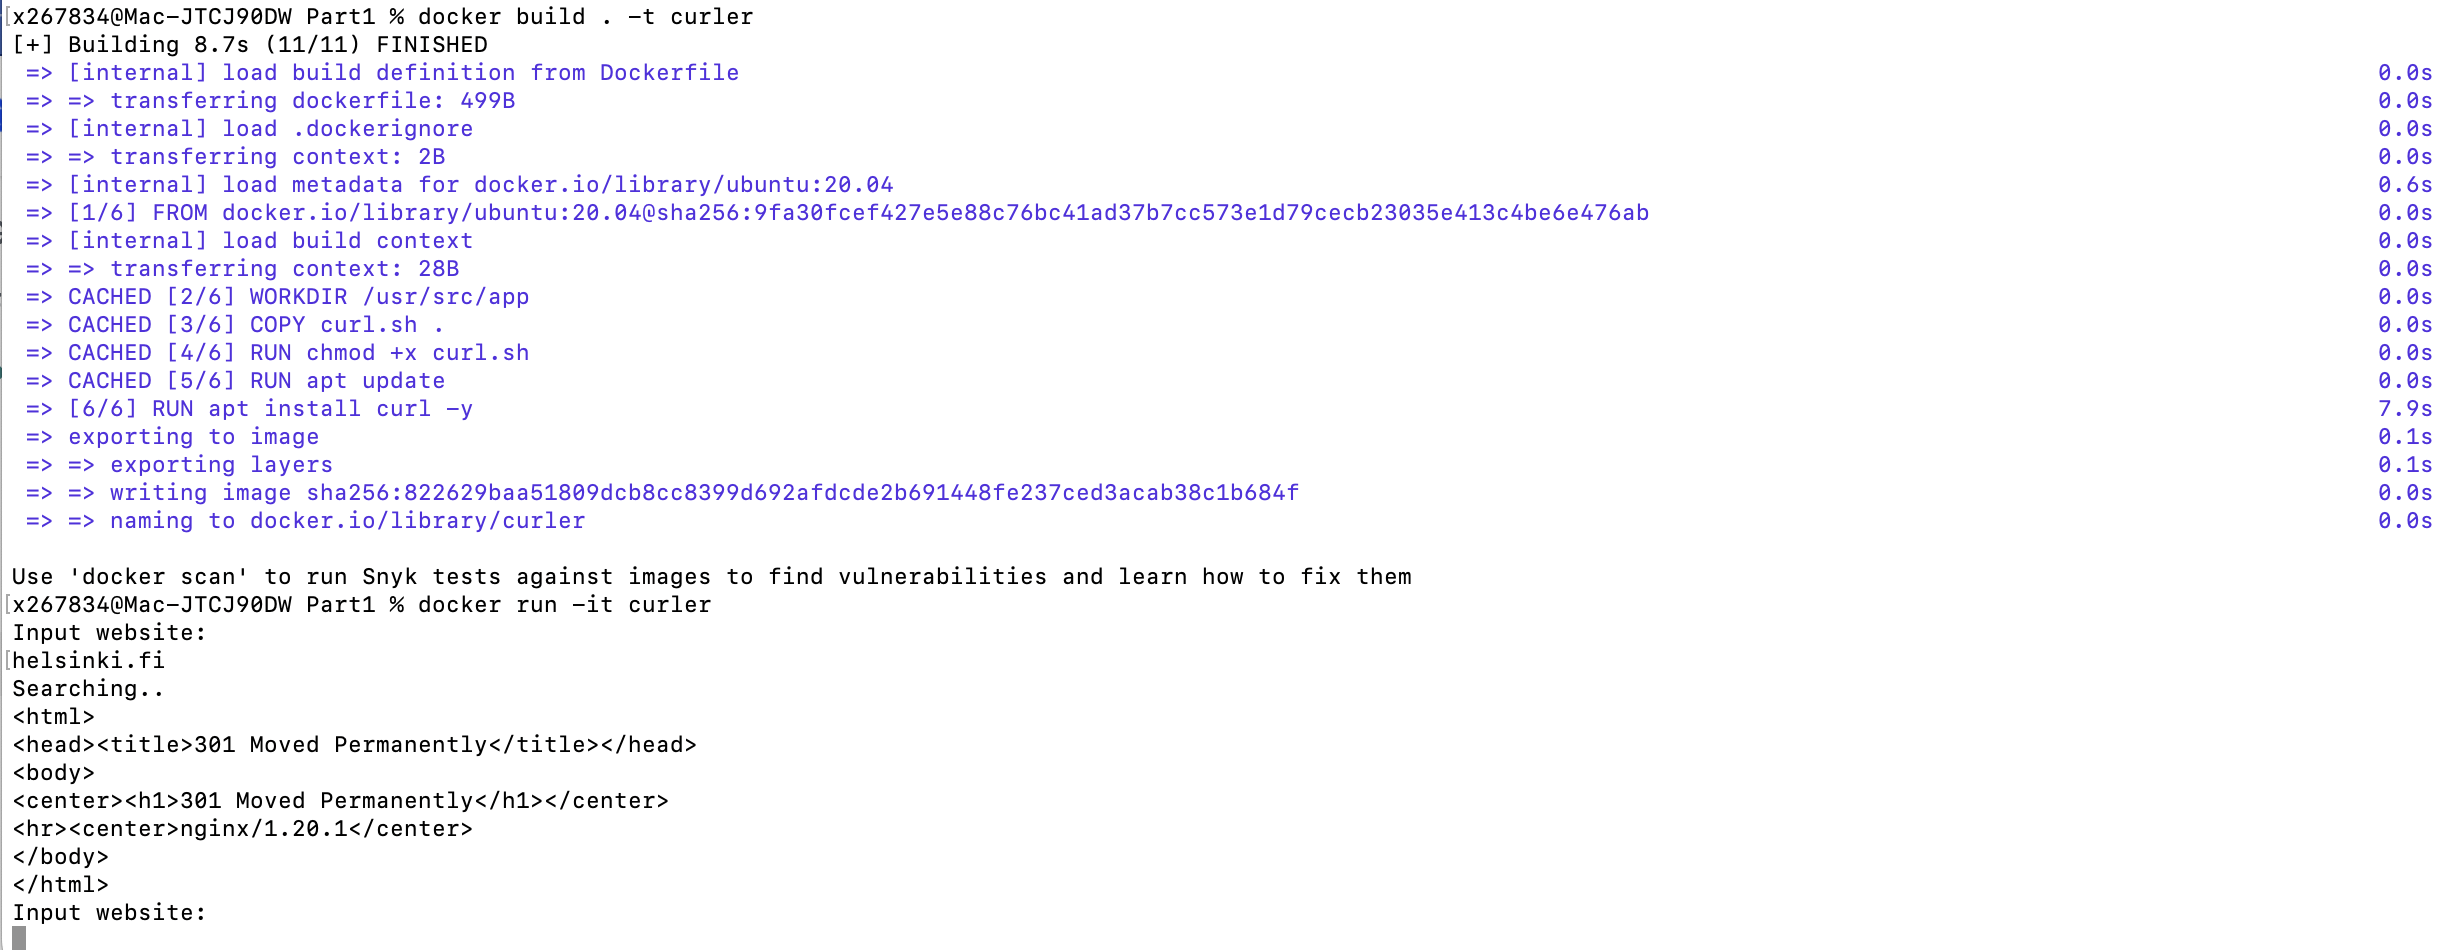 x267834@Mac-JTCJ90DW Part1 % docker build . -t curler
[+] Building 8.7s (11/11) FINISHED
=> [internal] load build definition from Dockerfile 0.0s
=> => transferring dockerfile: 499B 0.0s
=> [internal] load .dockerignore 0.0s
=> => transferring context: 2B 0.0s
=> [internal] load metadata for docker.io/library/ubuntu:20.04 0.6s
=> [1/6] FROM docker.io/library/ubuntu:20.04@sha256:9fa30fcef427e5e88c76bc41ad37b7cc573e1d79cecb23035e413c4be6e476ab 0.0s
=> [internal] load build context 0.0s
=> => transferring context: 28B 0.0s
=> CACHED [2/6] WORKDIR /usr/src/app 0.0s
=> CACHED [3/6] COPY curl.sh . 0.0s
=> CACHED [4/6] RUN chmod +x curl.sh 0.0s
=> CACHED [5/6] RUN apt update 0.0s
=> [6/6] RUN apt install curl -y 7.9s
=> exporting to image 0.1s
=> => exporting layers 0.1s
=> => writing image sha256:822629baa51809dcb8cc8399d692afdcde2b691448fe237ced3acab38c1b684f 0.0s
=> => naming to docker.io/library/curler 0.0s
Use 'docker scan' to run Snyk tests against images to find vulnerabilities and learn how to fix them
x267834@Mac-JTCJ90DW Part1 % docker run -it curler
Input website:
helsinki.fi
Searching..
<html>
<head><title>301 Moved Permanently</title></head>
<body>
<center><h1>301 Moved Permanently</h1></center>
<hr><center>nginx/1.20.1</center>
</body>
</html>
Input website: